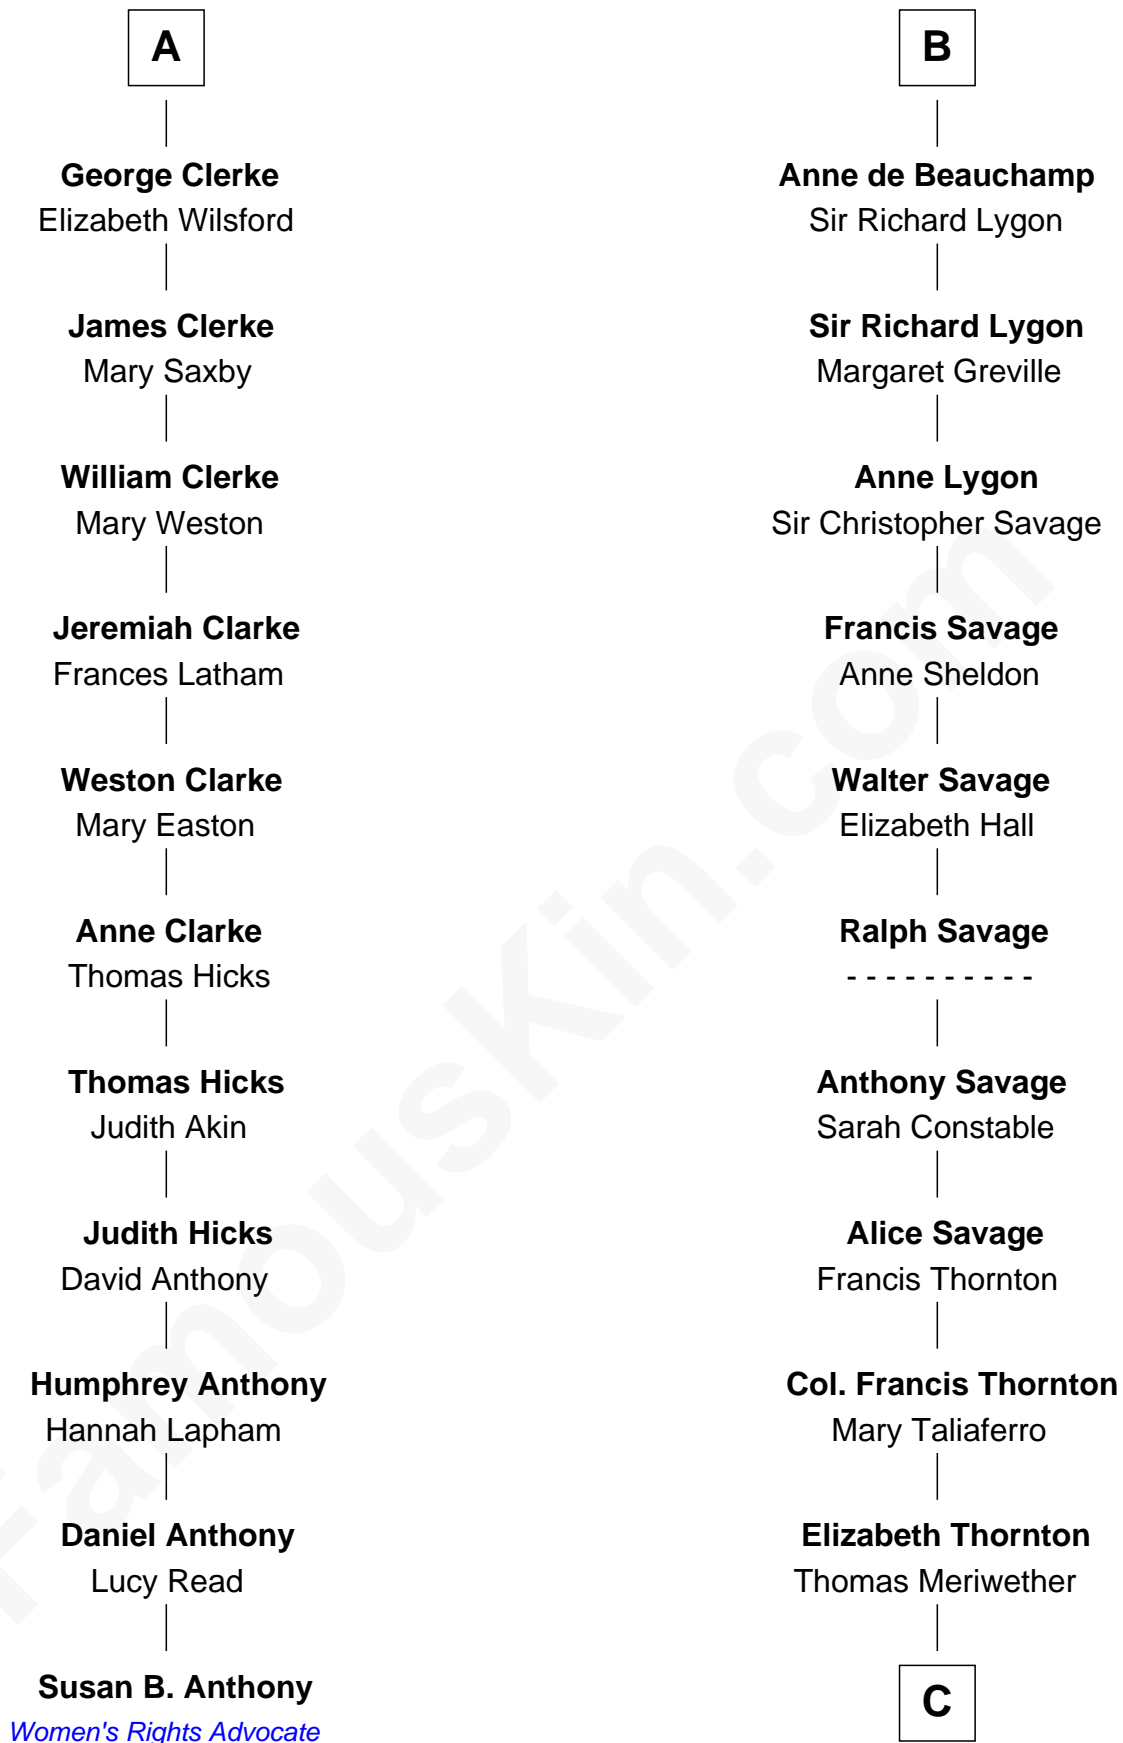 A
George Clerke
Elizabeth Wilsford
James Clerke
Mary Saxby
William Clerke
Mary Weston
Jeremiah Clarke
Frances Latham
Weston Clarke
Mary Easton
Anne Clarke
Thomas Hicks
Thomas Hicks
Judith Akin
Judith Hicks
David Anthony
Humphrey Anthony
Hannah Lapham
Daniel Anthony
Lucy Read
Susan B. Anthony
Women's Rights Advocate
B
Anne de Beauchamp
Sir Richard Lygon
Sir Richard Lygon
Margaret Greville
Anne Lygon
Sir Christopher Savage
Francis Savage
Anne Sheldon
Walter Savage
Elizabeth Hall
Ralph Savage
- - - - - - - - - -
Anthony Savage
Sarah Constable
Alice Savage
Francis Thornton
Col. Francis Thornton
Mary Taliaferro
Elizabeth Thornton
Thomas Meriwether
C
FamousKin.com